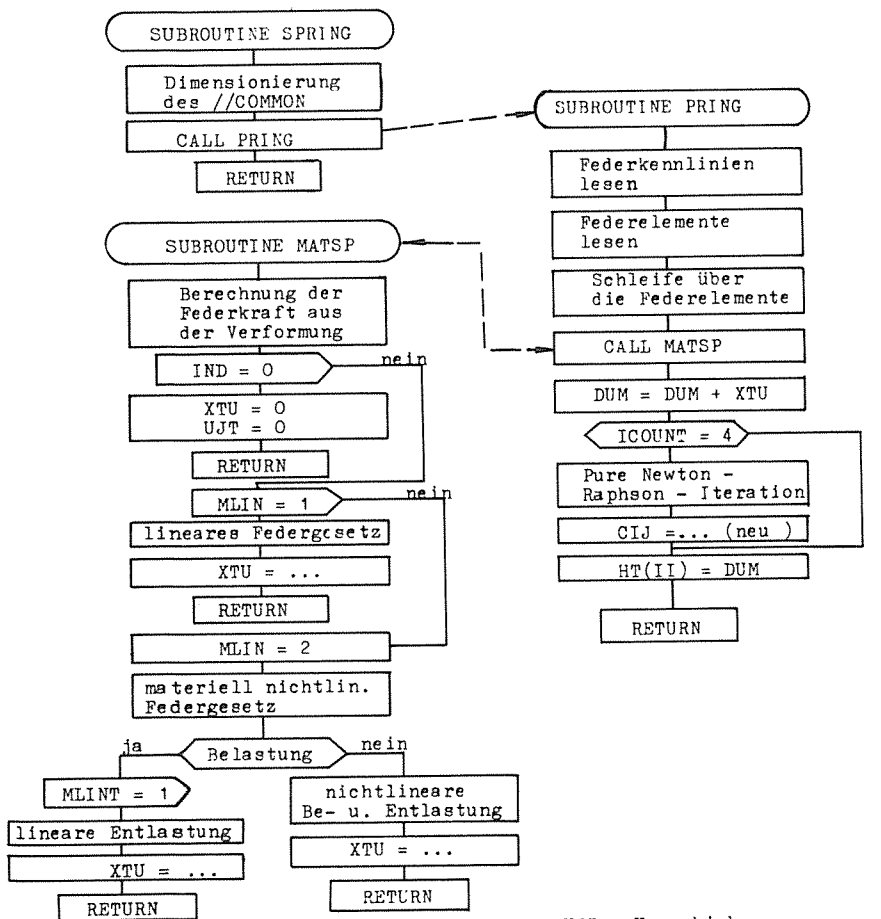 SUBROUTINE SPRING
Dimensionierung
des //COMMON
CALL PRING
RETURN
SUBROUTINE PRING
Federkennlinien
lesen
Federelemente
lesen
Schleife über
die Federelemente
CALL MATSP
DUM = DUM + XTU
ICOUNT = 4
Pure Newton -
Raphson - Iteration
CIJ =... (neu )
HT(II) = DUM
RETURN
SUBROUTINE MATSP
Berechnung der
Federkraft aus
der Verformung
IND = O
nein
XTU = O
UJT = O
RETURN
MLIN = 1
nein
lineares Federgesetz
XTU = ...
RETURN
MLIN = 2
materiell nichtlin.
Federgesetz
ja
Belastung
nein
MLINT = 1
lineare Entlastung
XTU = ...
RETURN
nichtlineare
Be- u. Entlastung
XTU = ...
RETURN